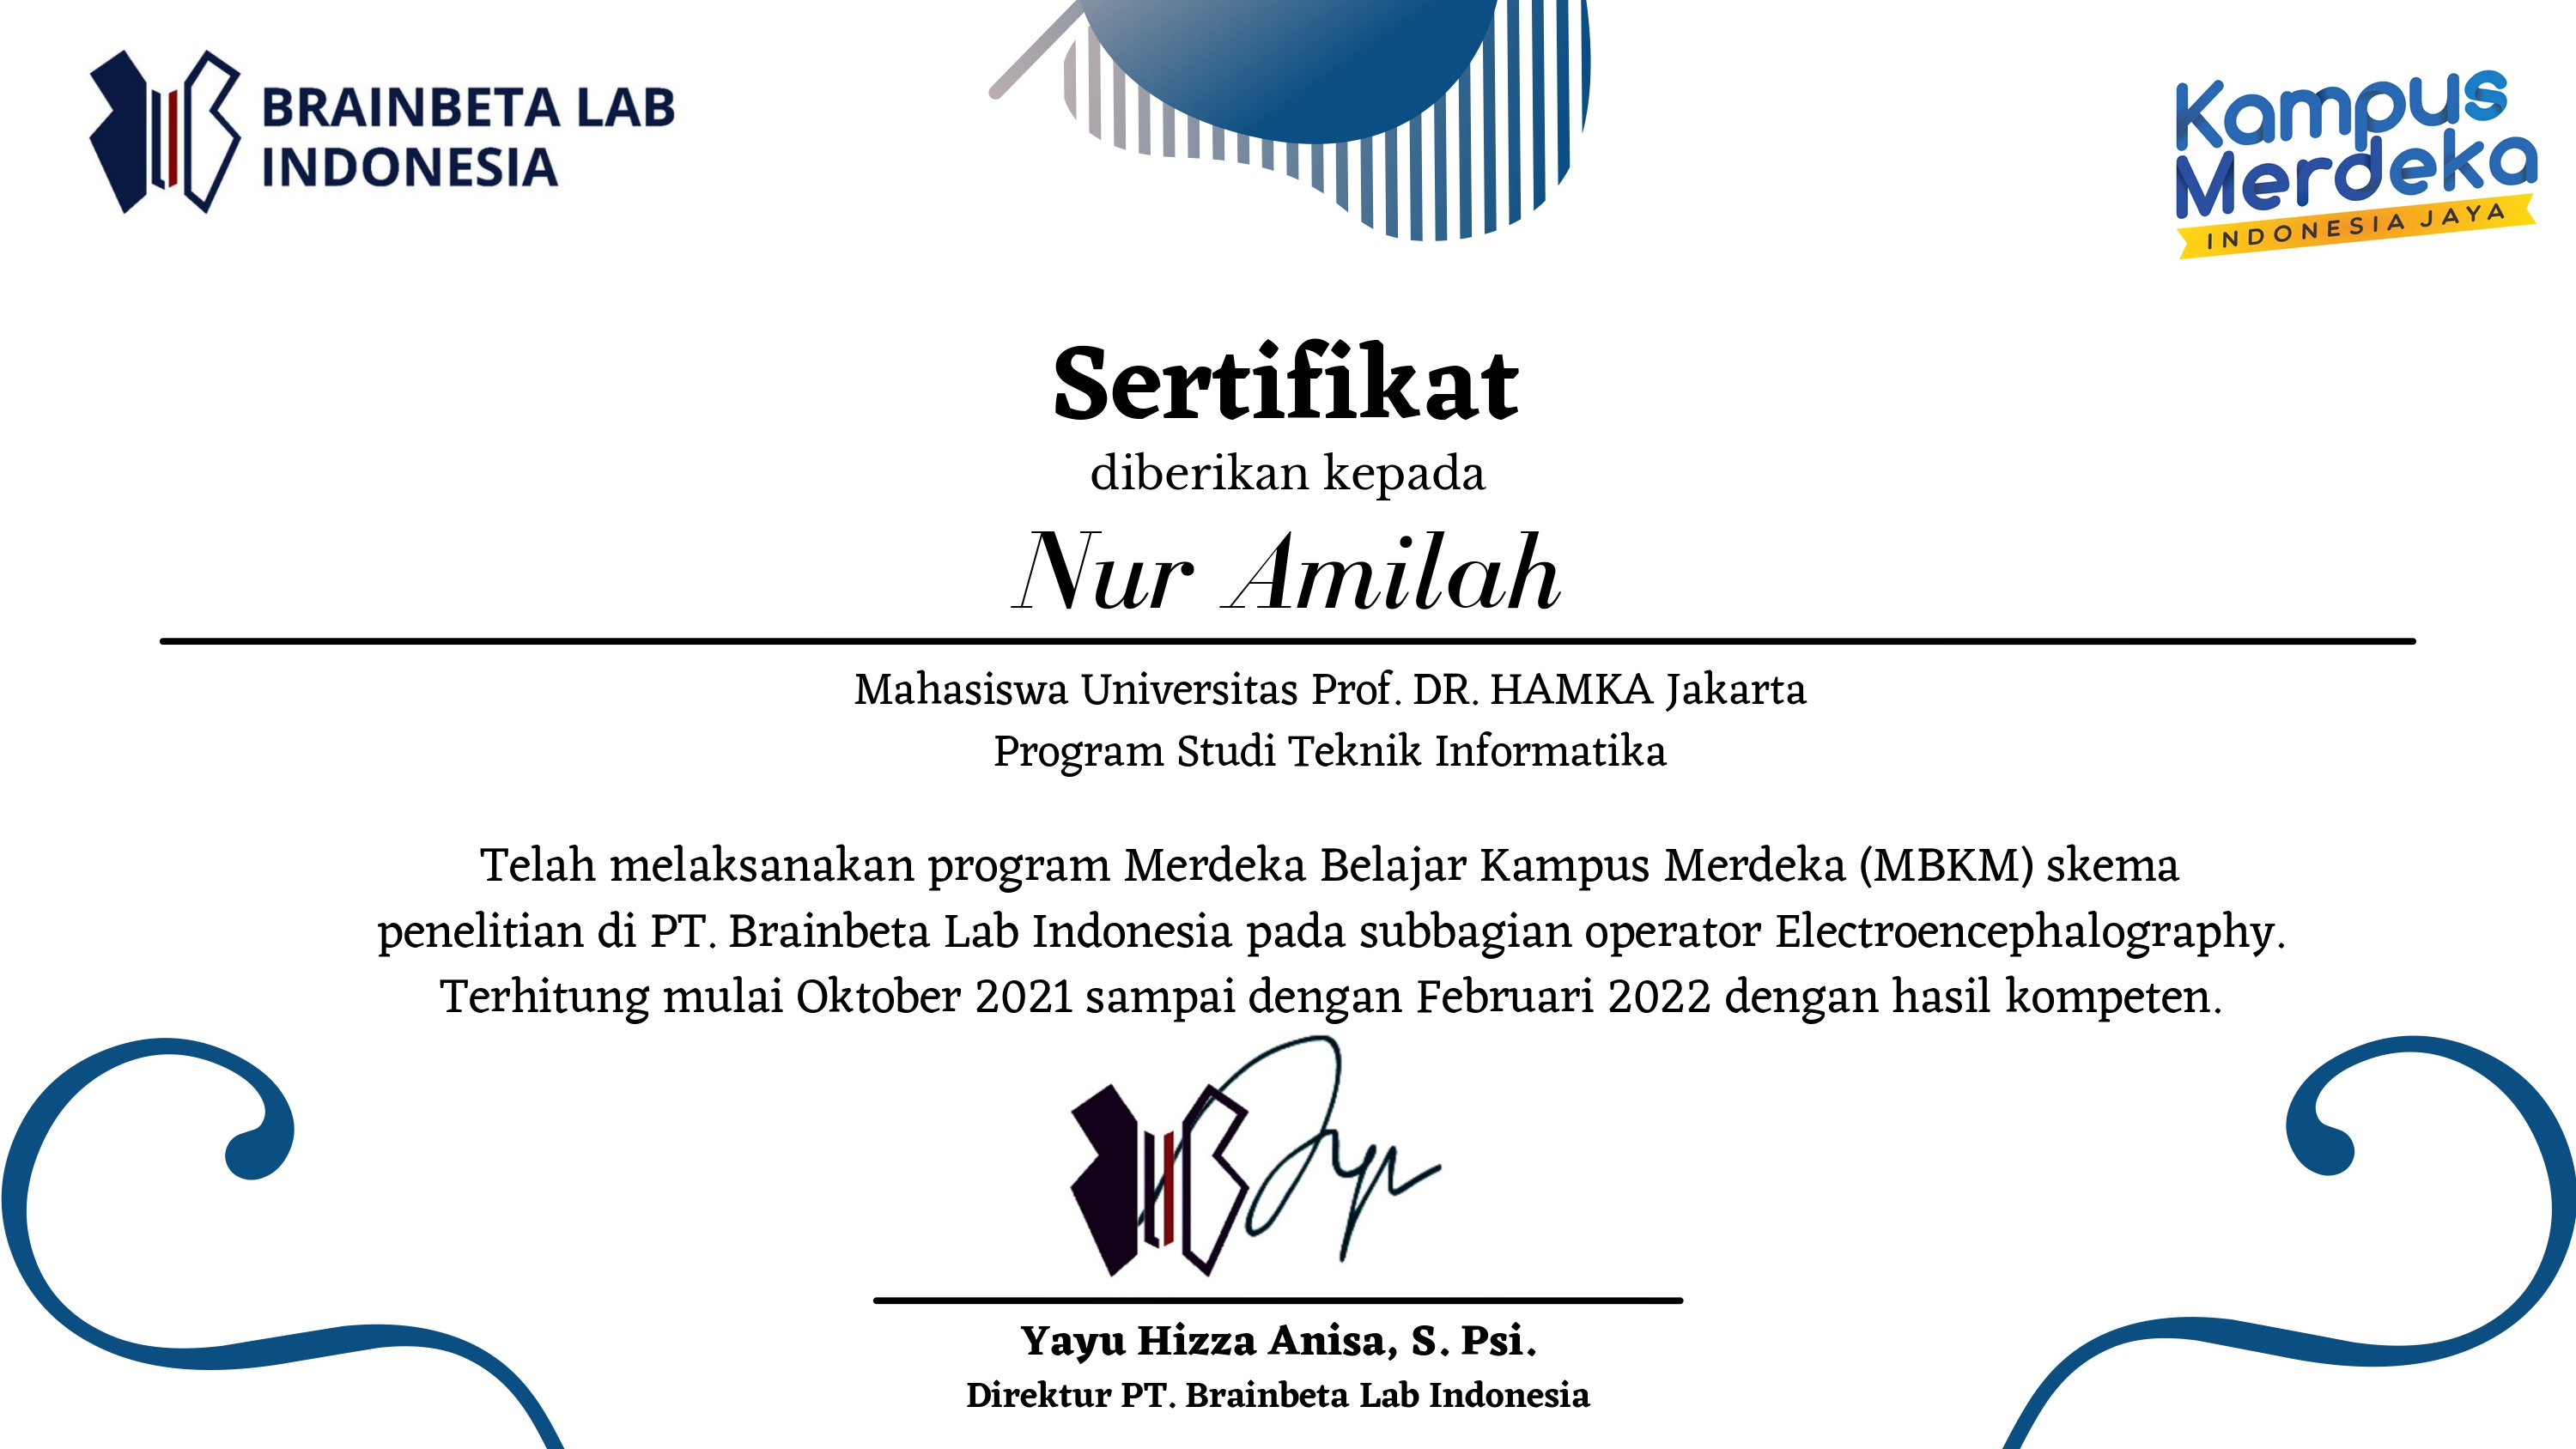 BRAINBETA LAB
INDONESIA
Kampus
Merdeka
INDONESIA JAYA
Sertifikat
diberikan kepada
Nur Amilah
Mahasiswa Universitas Prof. DR. HAMKA Jakarta
Program Studi Teknik Informatika
Telah melaksanakan program Merdeka Belajar Kampus Merdeka (MBKM) skema
penelitian di PT. Brainbeta Lab Indonesia pada subbagian operator Electroencephalography.
Terhitung mulai Oktober 2021 sampai dengan Februari 2022 dengan hasil kompeten.
Yayu Hizza Anisa, S. Psi.
Direktur PT. Brainbeta Lab Indonesia